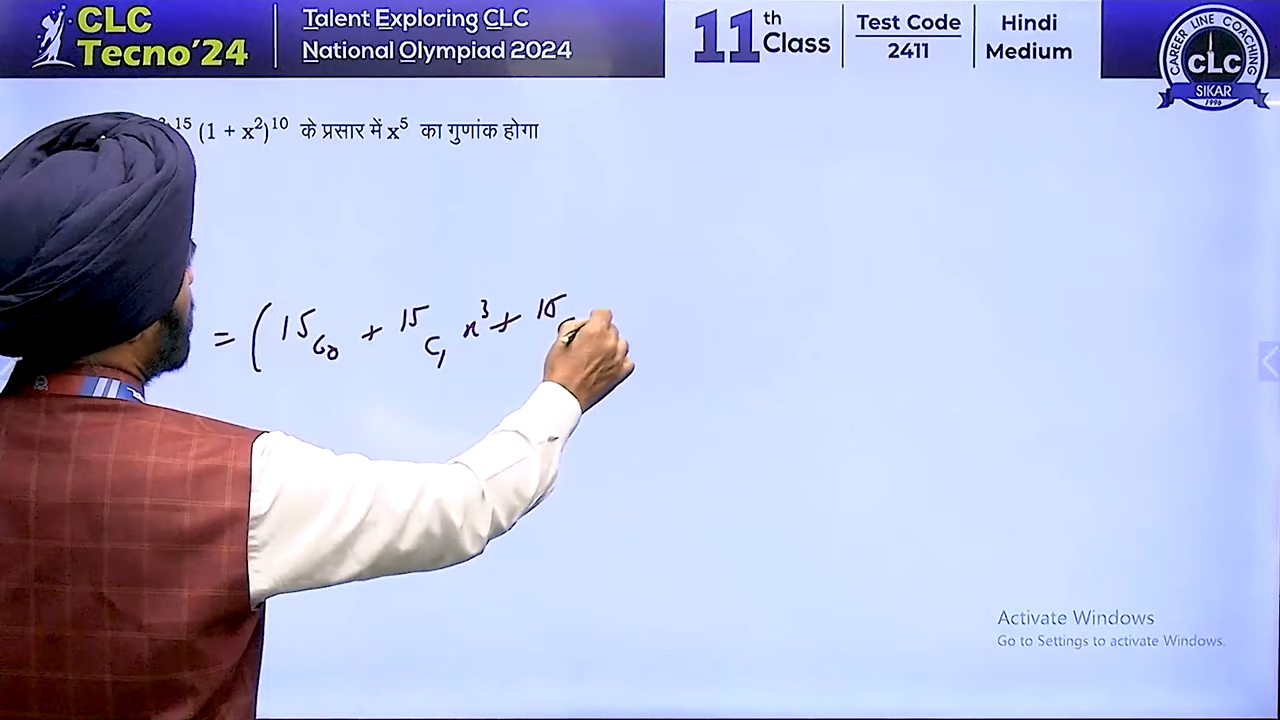 CLC
Tecno'24
Talent Exploring CLC
National Olympiad 2024
11th Class
Test Code
2411
Hindi
Medium
CAREER LINE COACHING
CLC
SIKAR
1996
15 (1 + x²)¹⁰ के प्रसार में x⁵ का गुणांक होगा
= ( 15C₀ + 15C₁ x³ + 15C
Activate Windows
Go to Settings to activate Windows.